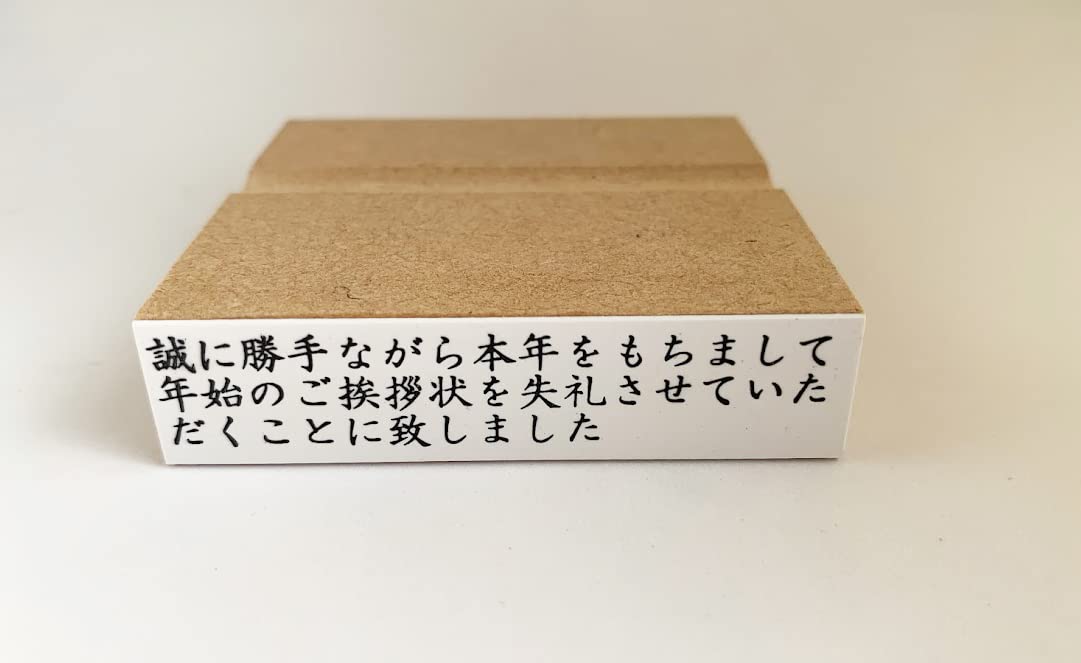 誠に勝手ながら本年をもちまして
年始のご挨拶状を失礼させていた
だくことに致しました